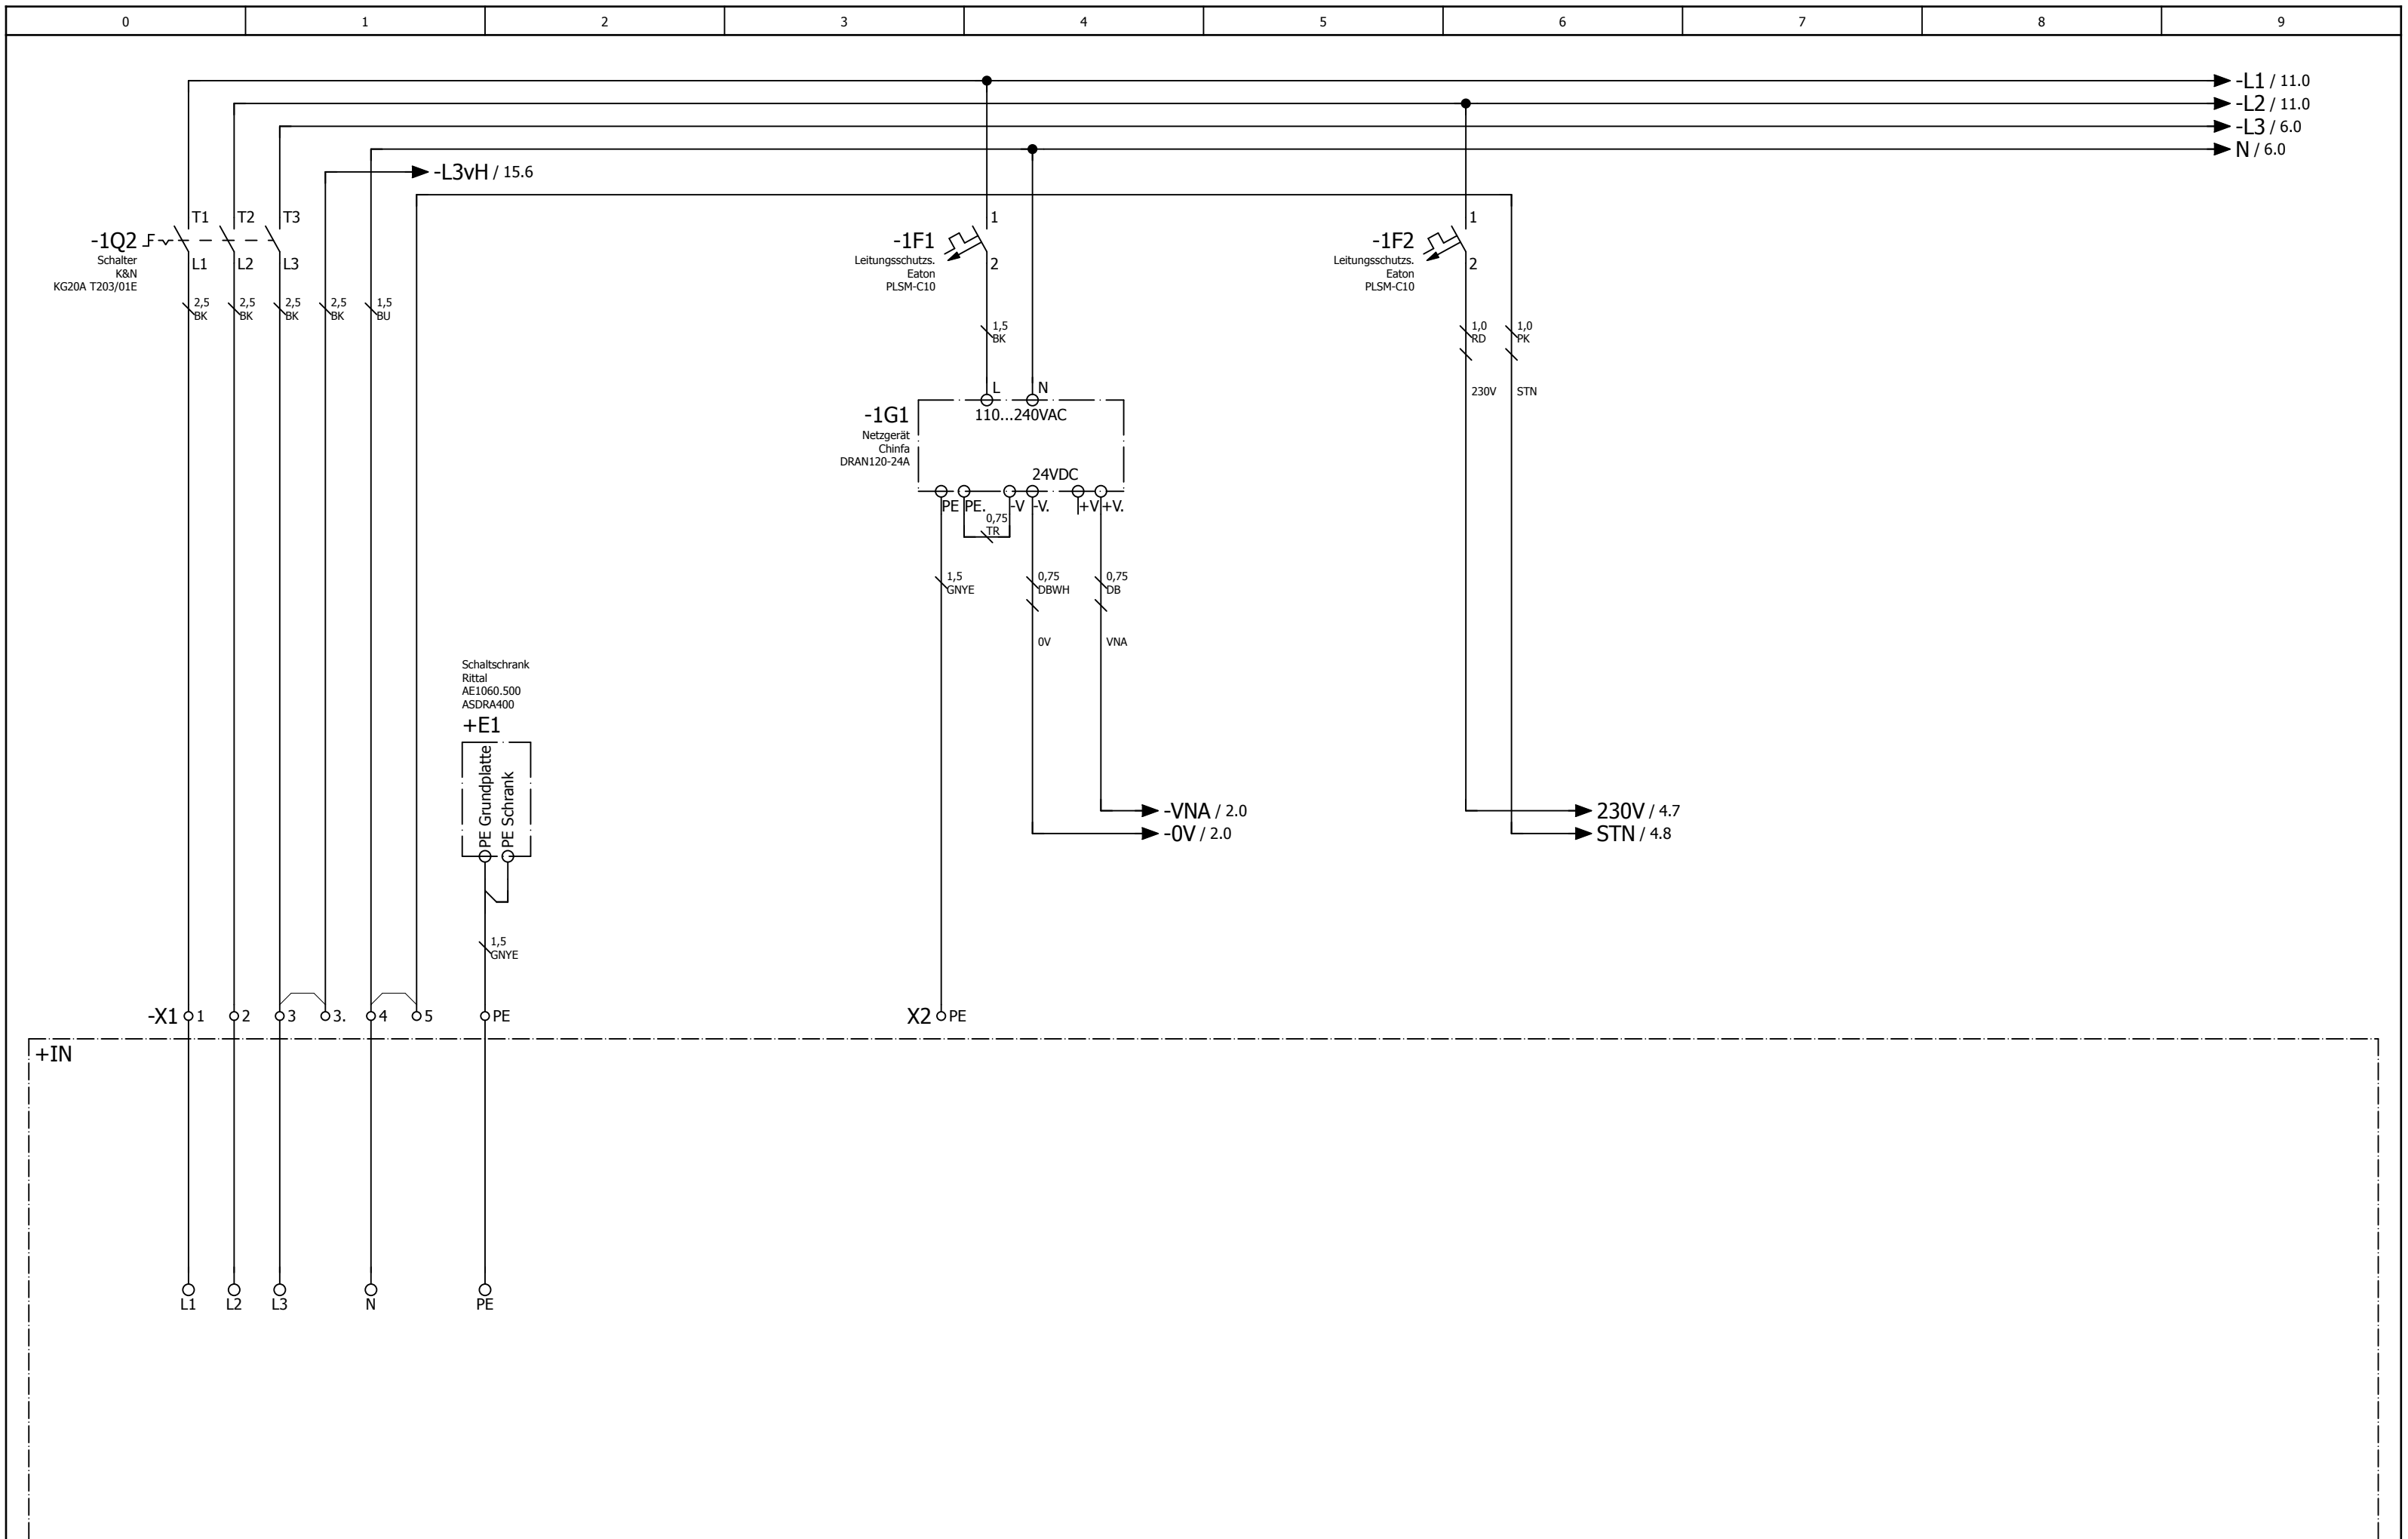 0 1 2 3 4 5 6 7 8 9
-L1 / 11.0
-L2 / 11.0
-L3 / 6.0
N / 6.0
-L3vH / 15.6
-1Q2
Schalter
K&N
KG20A T203/01E
T1 T2 T3
L1 L2 L3
2,5
BK
2,5
BK
2,5
BK
2,5
BK
1,5
BU
-1F1
Leitungsschutzs.
Eaton
PLSM-C10
1
2
1,5
BK
-1F2
Leitungsschutzs.
Eaton
PLSM-C10
1
2
1,0
RD
1,0
PK
230V STN
-1G1
Netzgerät
Chinfa
DRAN120-24A
L N
110...240VAC
24VDC
PE PE. -V -V. +V +V.
0,75
TR
1,5
GNYE
0,75
DBWH
0,75
DB
0V VNA
Schaltschrank
Rittal
AE1060.500
ASDRA400
+E1
PE Grundplatte
PE Schrank
1,5
GNYE
-VNA / 2.0
-0V / 2.0
230V / 4.7
STN / 4.8
-X1 1 2 3 3. 4 5 PE
X2 PE
+IN
L1 L2 L3 N PE